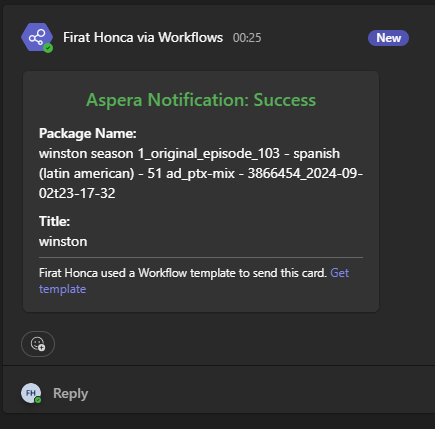 Firat Honca via Workflows 00:25 New
Aspera Notification: Success
Package Name:
winston season 1_original_episode_103 - spanish
(latin american) - 51 ad_ptx-mix - 3866454_2024-09-
02t23-17-32
Title:
winston
Firat Honca used a Workflow template to send this card. Get
template
FH Reply